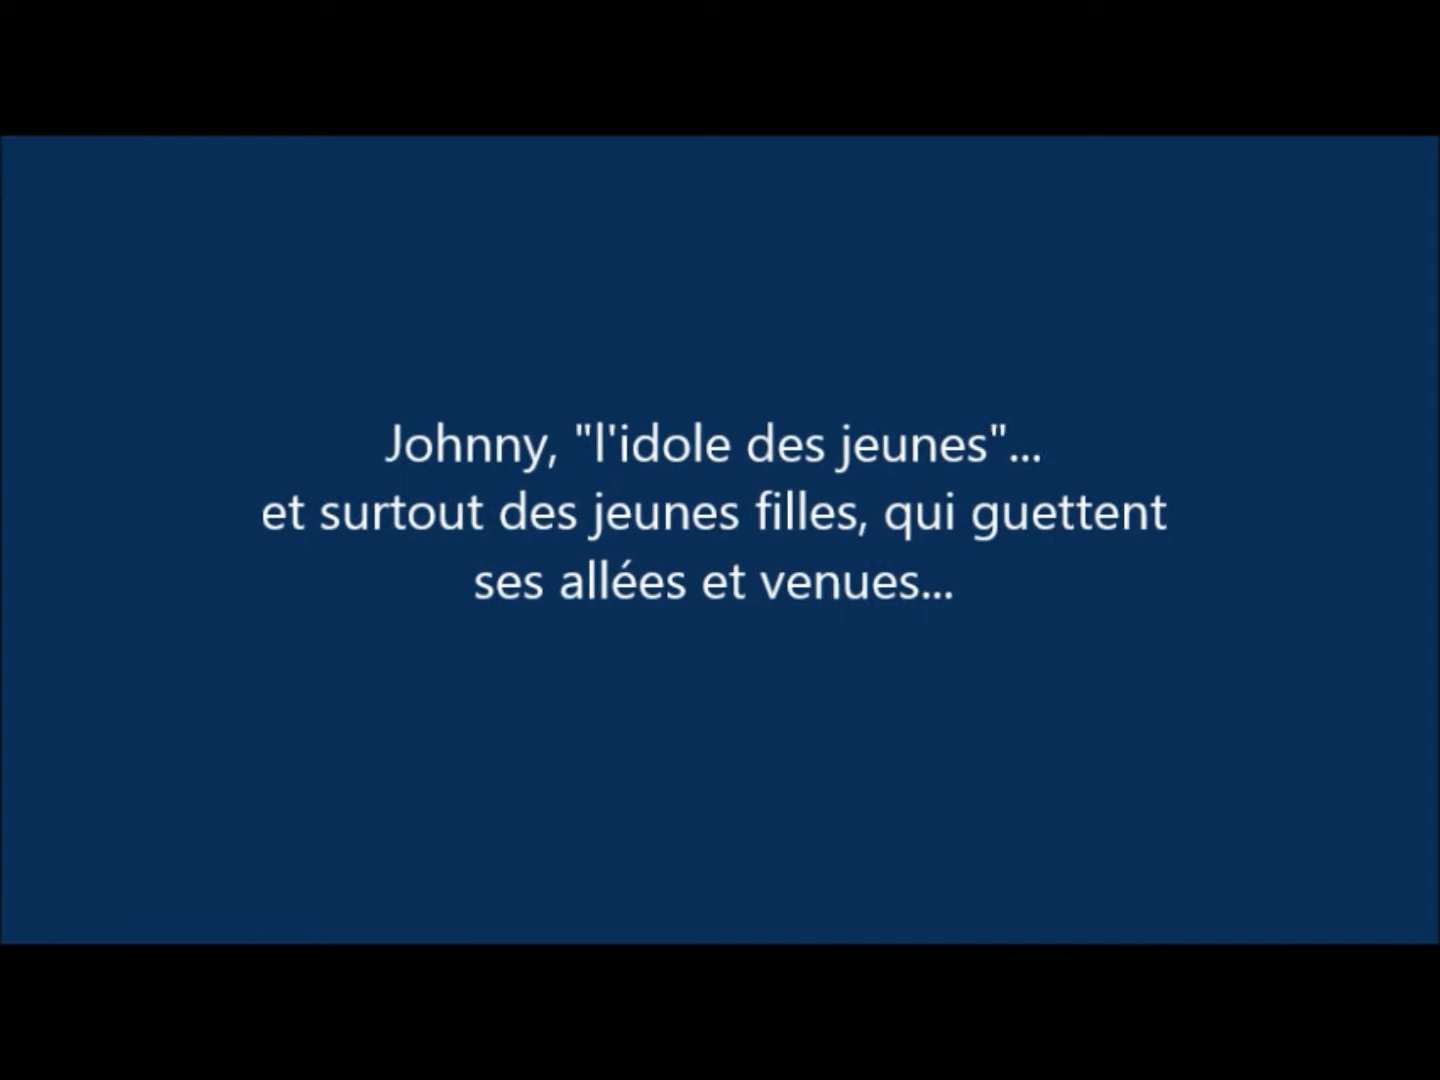 Johnny, "l'idole des jeunes"...
et surtout des jeunes filles, qui guettent
ses allées et venues...